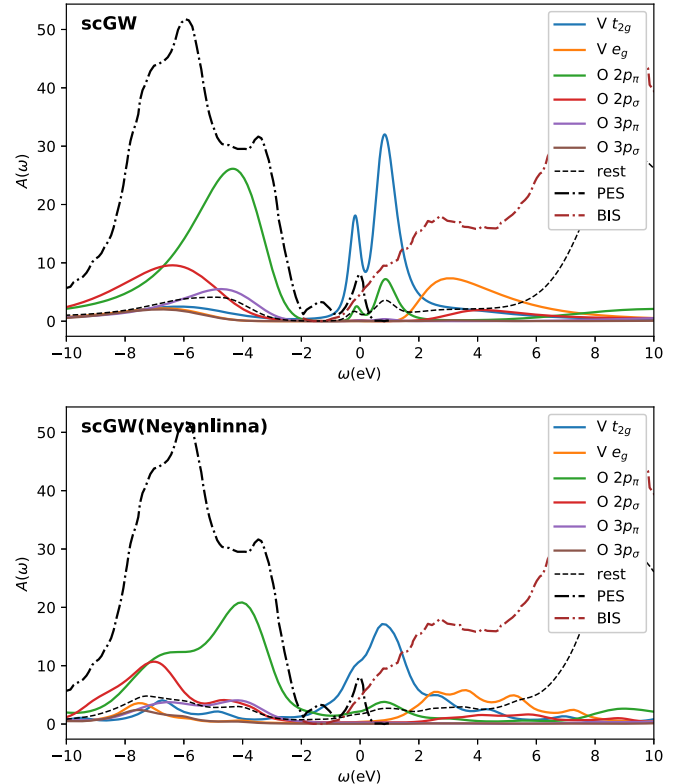 scGW
50
40
30
20
10
0
A(ω)
V t2g
V eg
O 2pπ
O 2pσ
O 3pπ
O 3pσ
rest
PES
BIS
−10 −8 −6 −4 −2 0 2 4 6 8 10
ω(eV)
scGW(Nevanlinna)
50
40
30
20
10
0
A(ω)
V t2g
V eg
O 2pπ
O 2pσ
O 3pπ
O 3pσ
rest
PES
BIS
−10 −8 −6 −4 −2 0 2 4 6 8 10
ω(eV)